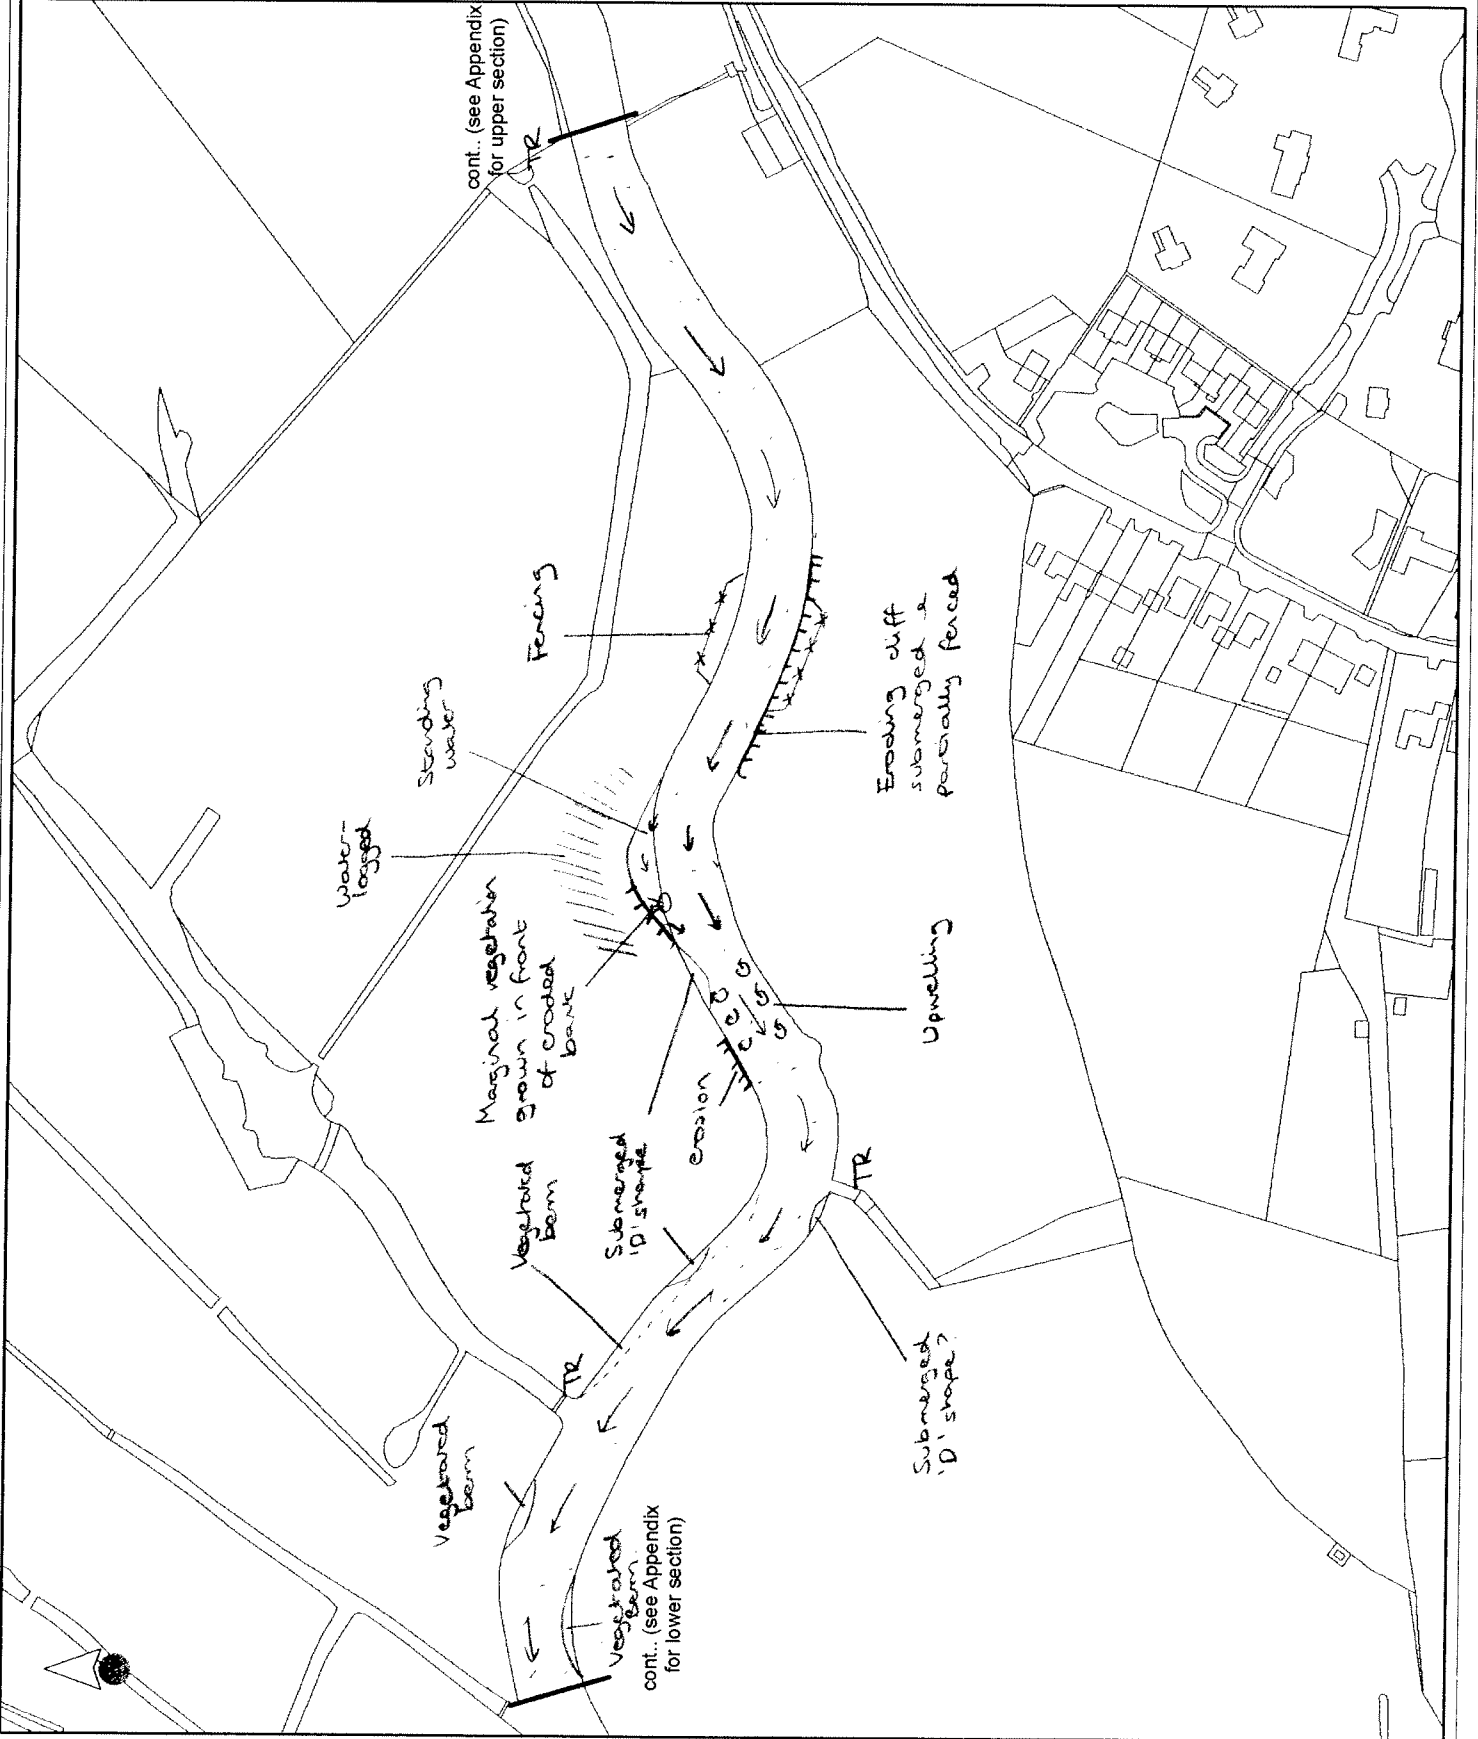 cont.. (see Appendix
for upper section)
TR
Fencing
Standing
water
Water-
logged
Marginal vegetation
grown in front
of eroded
bank
Eroding cliff
submerged &
partially fenced
Upwelling
erosion
Submerged
'D' shape
Vegetated
berm
TR
TR
Submerged
'D' shape?
Vegetated
berm
Vegetated
berm
cont.. (see Appendix
for lower section)